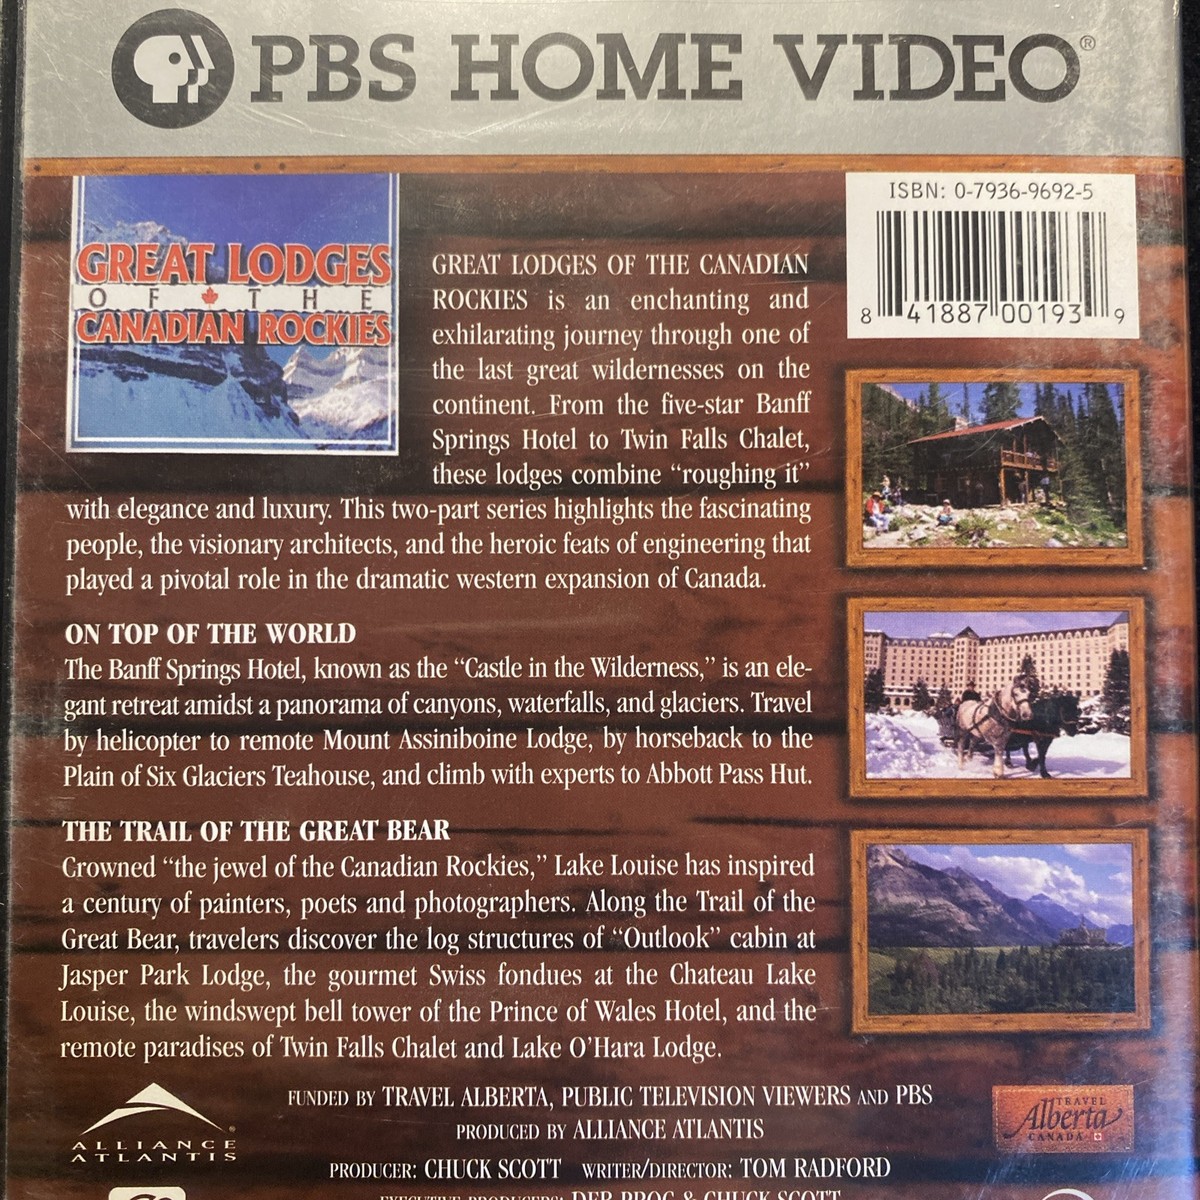 PBS HOME VIDEO®
ISBN: 0-7936-9692-5
8 41887 00193 9
GREAT LODGES
OF THE
CANADIAN ROCKIES
GREAT LODGES OF THE CANADIAN
ROCKIES is an enchanting and
exhilarating journey through one of
the last great wildernesses on the
continent. From the five-star Banff
Springs Hotel to Twin Falls Chalet,
these lodges combine “roughing it”
with elegance and luxury. This two-part series highlights the fascinating
people, the visionary architects, and the heroic feats of engineering that
played a pivotal role in the dramatic western expansion of Canada.
ON TOP OF THE WORLD
The Banff Springs Hotel, known as the “Castle in the Wilderness,” is an ele-
gant retreat amidst a panorama of canyons, waterfalls, and glaciers. Travel
by helicopter to remote Mount Assiniboine Lodge, by horseback to the
Plain of Six Glaciers Teahouse, and climb with experts to Abbott Pass Hut.
THE TRAIL OF THE GREAT BEAR
Crowned “the jewel of the Canadian Rockies,” Lake Louise has inspired
a century of painters, poets and photographers. Along the Trail of the
Great Bear, travelers discover the log structures of “Outlook” cabin at
Jasper Park Lodge, the gourmet Swiss fondues at the Chateau Lake
Louise, the windswept bell tower of the Prince of Wales Hotel, and the
remote paradises of Twin Falls Chalet and Lake O’Hara Lodge.
FUNDED BY TRAVEL ALBERTA, PUBLIC TELEVISION VIEWERS AND PBS
PRODUCED BY ALLIANCE ATLANTIS
PRODUCER: CHUCK SCOTT WRITER/DIRECTOR: TOM RADFORD
EXECUTIVE PRODUCERS: DEB PROC & CHUCK SCOTT
ALLIANCE
ATLANTIS
TRAVEL
Alberta
CANADA